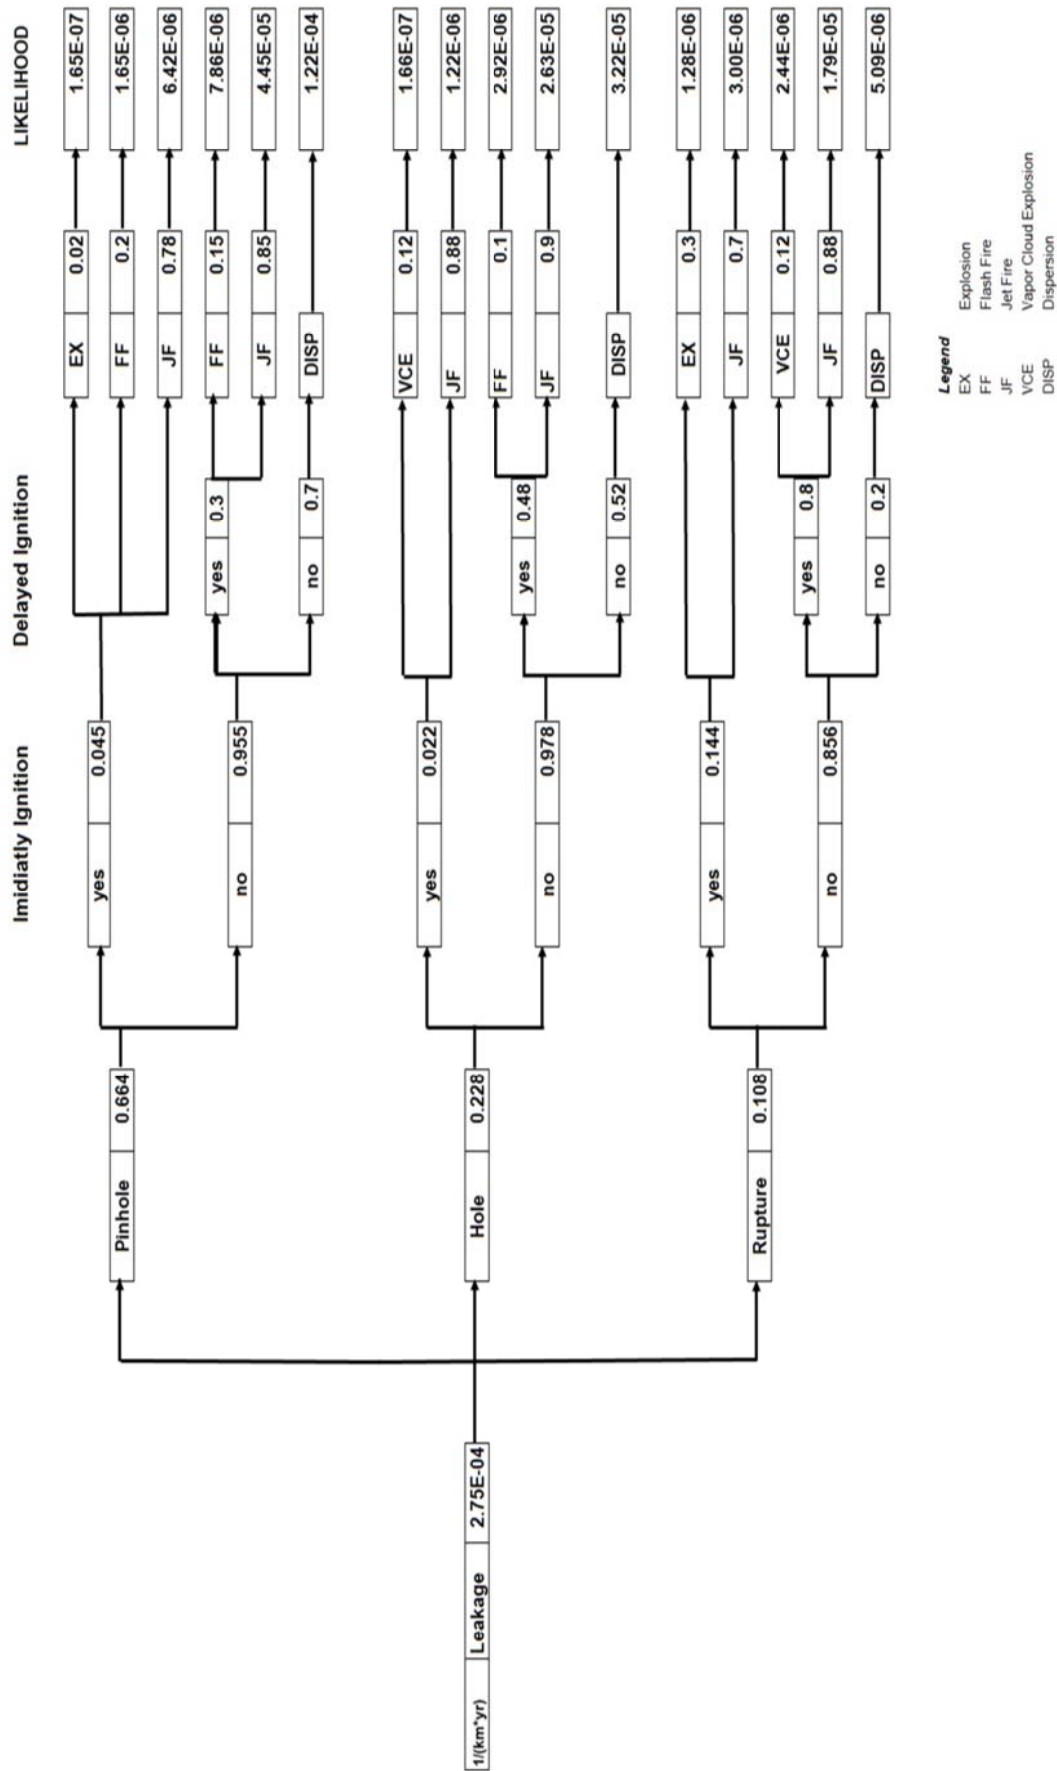 Imidiatly Ignition
Delayed Ignition
LIKELIHOOD
1/(km*yr) Leakage 2.75E-04
Pinhole 0.664
yes 0.045
EX 0.02 1.65E-07
FF 0.2 1.65E-06
JF 0.78 6.42E-06
no 0.955
yes 0.3
FF 0.15 7.86E-06
JF 0.85 4.45E-05
no 0.7
DISP 1.22E-04
Hole 0.228
yes 0.022
VCE 0.12 1.66E-07
JF 0.88 1.22E-06
no 0.978
yes 0.48
FF 0.1 2.92E-06
JF 0.9 2.63E-05
no 0.52
DISP 3.22E-05
Rupture 0.108
yes 0.144
EX 0.3 1.28E-06
JF 0.7 3.00E-06
no 0.856
yes 0.8
VCE 0.12 2.44E-06
JF 0.88 1.79E-05
no 0.2
DISP 5.09E-06
Legend
EX Explosion
FF Flash Fire
JF Jet Fire
VCE Vapor Cloud Explosion
DISP Dispersion